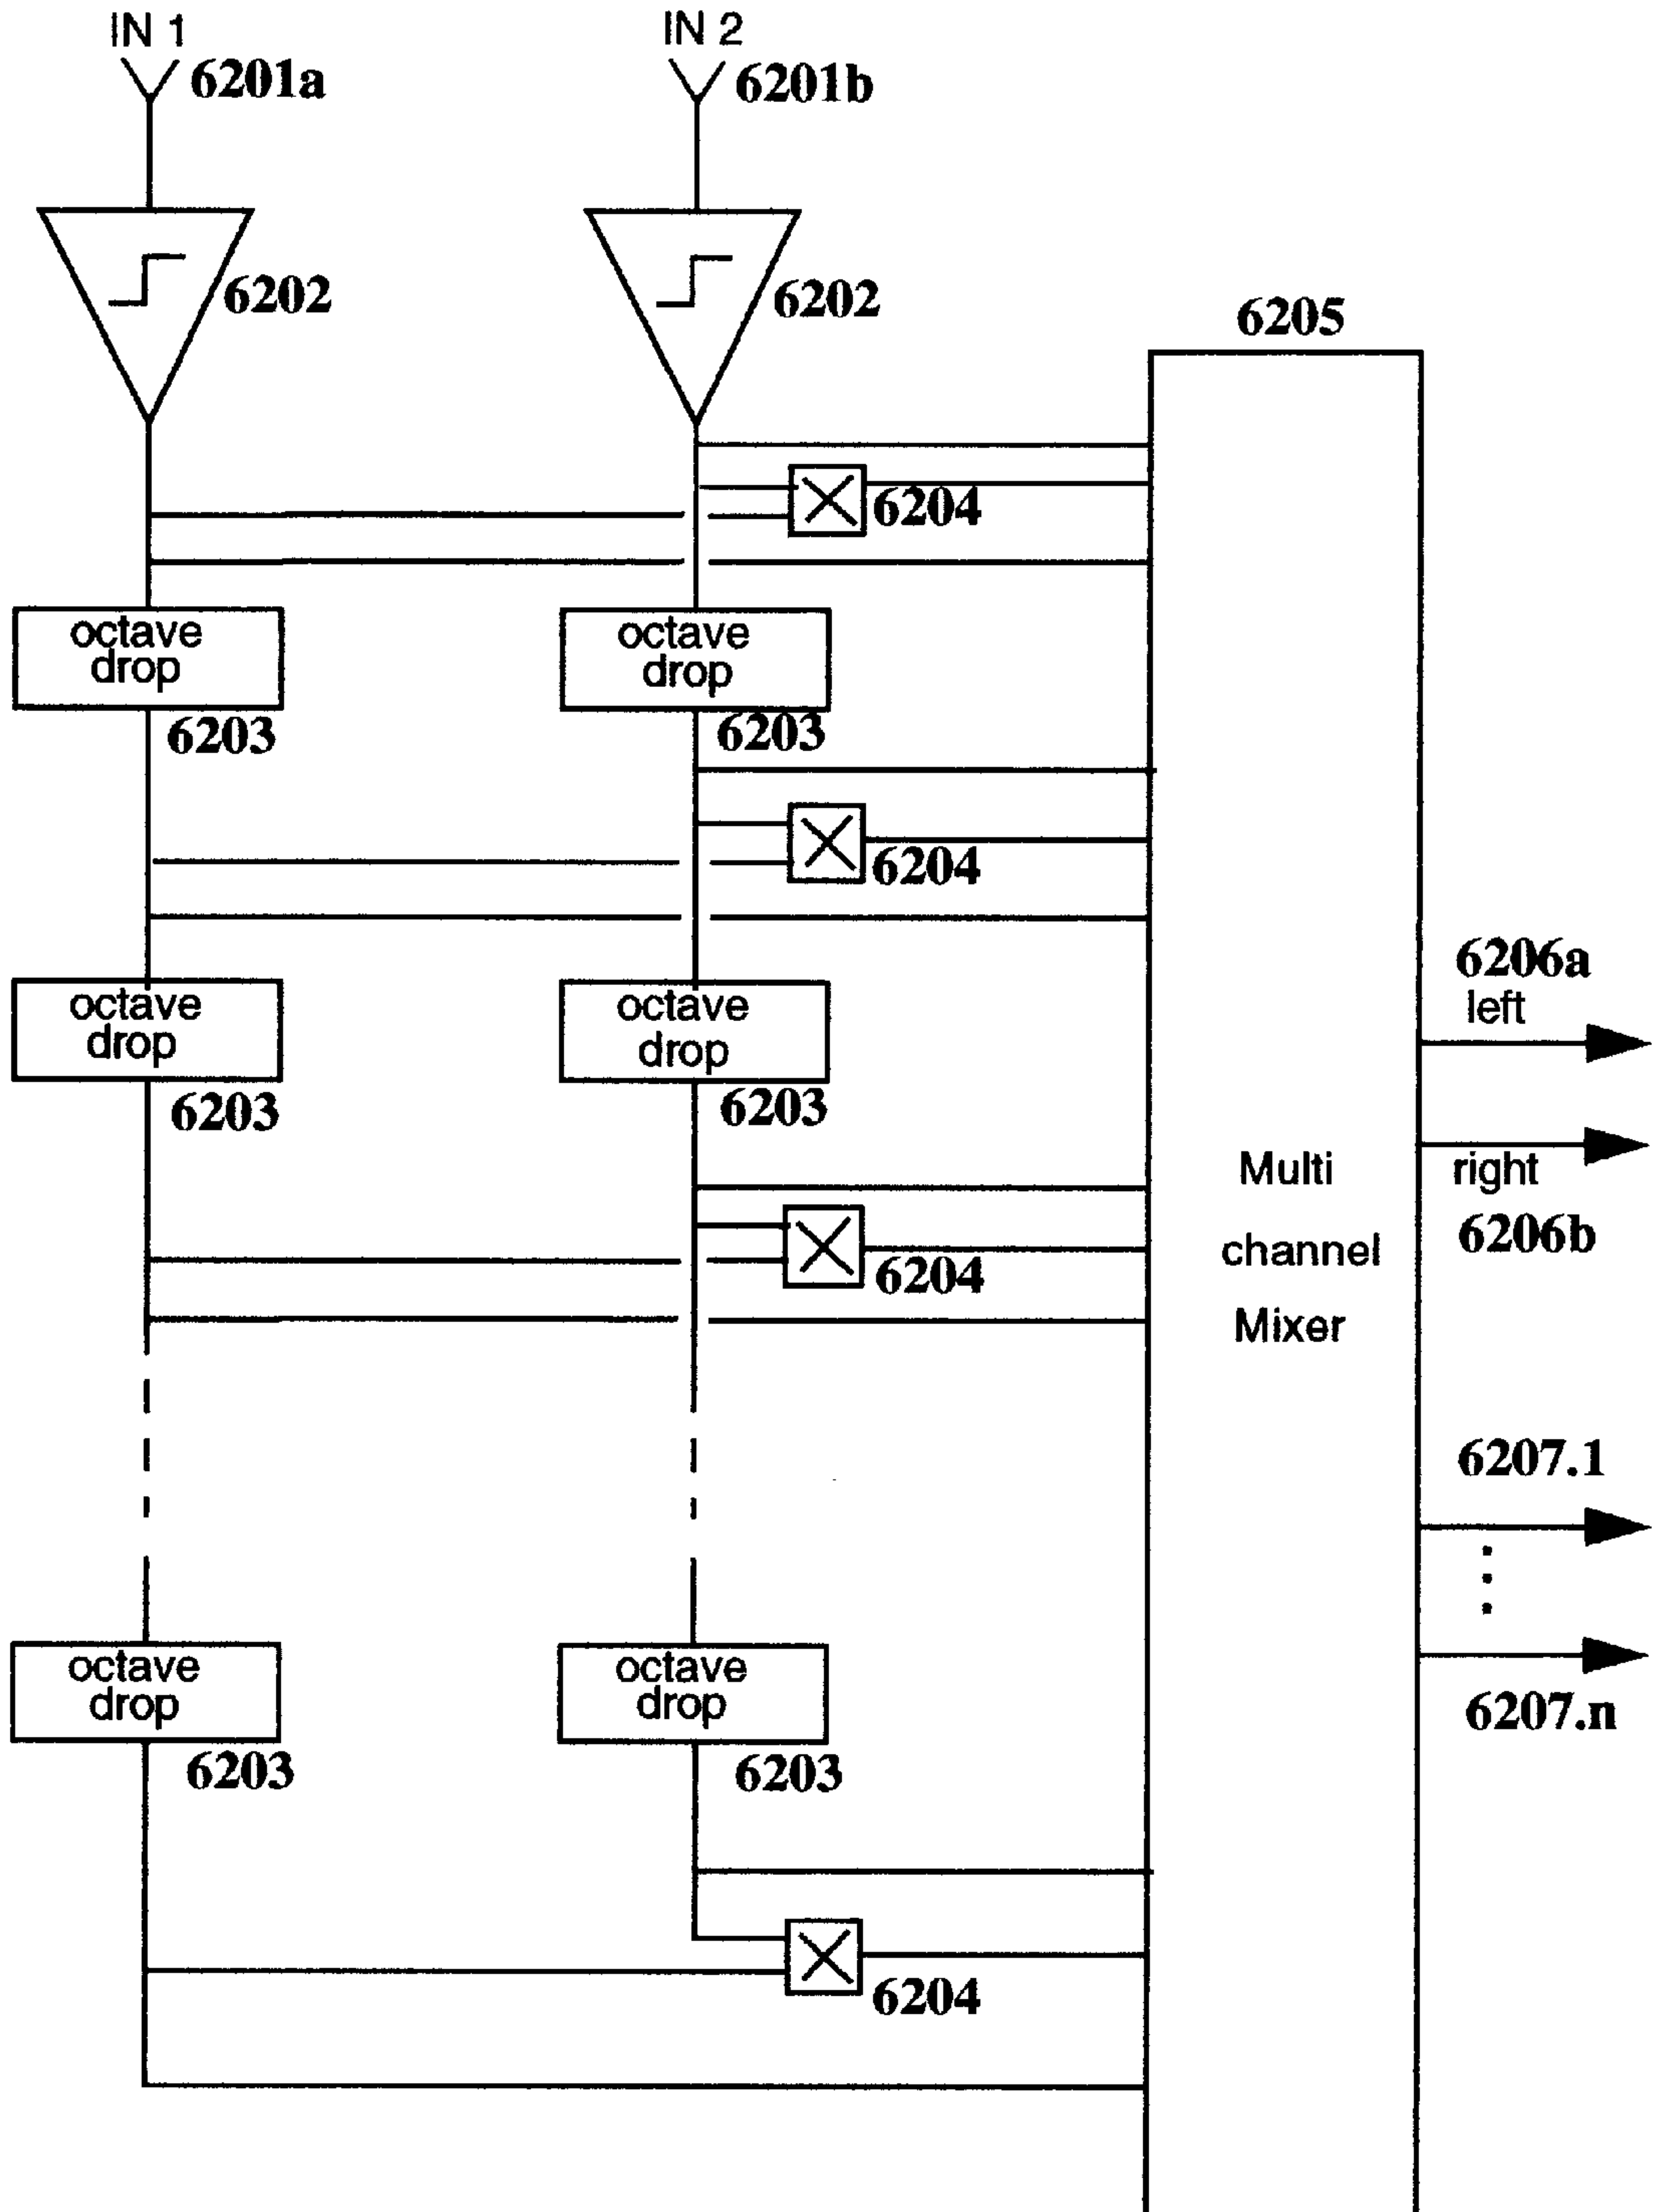 IN 1
IN 2
6201a
6201b
6202
6202
6205
6204
octave
drop
octave
drop
6203
6203
6204
octave
drop
octave
drop
6203
6203
6206a
left
right
6206b
Multi
channel
Mixer
6204
6207.1
6207.n
octave
drop
octave
drop
6203
6203
6204